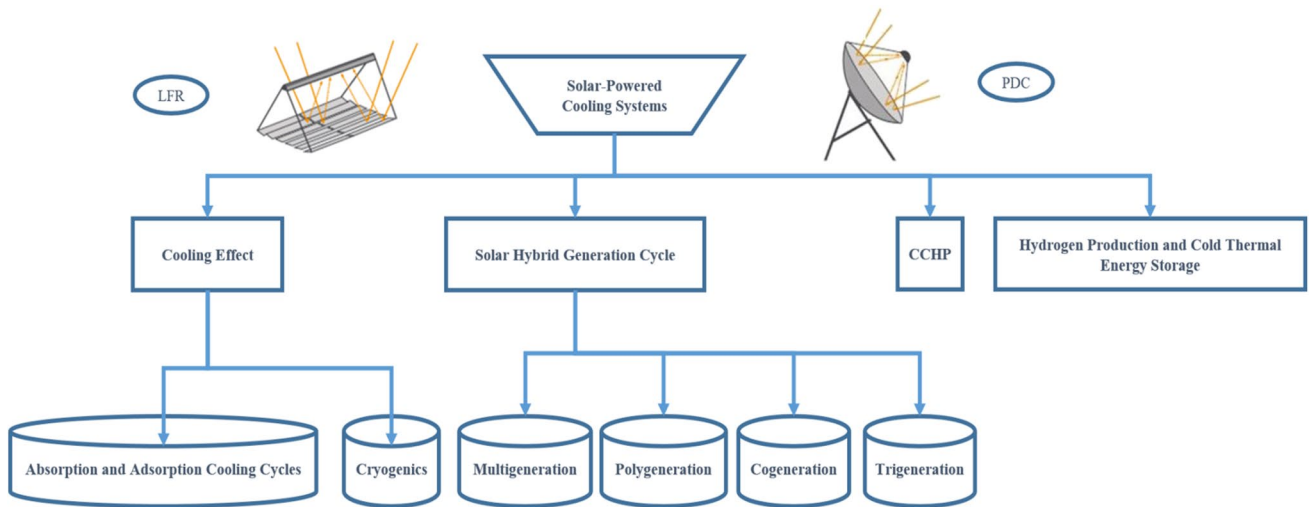 LFR
Solar-Powered
Cooling Systems
PDC
Cooling Effect
Solar Hybrid Generation Cycle
CCHP
Hydrogen Production and Cold Thermal
Energy Storage
Absorption and Adsorption Cooling Cycles
Cryogenics
Multigeneration
Polygeneration
Cogeneration
Trigeneration